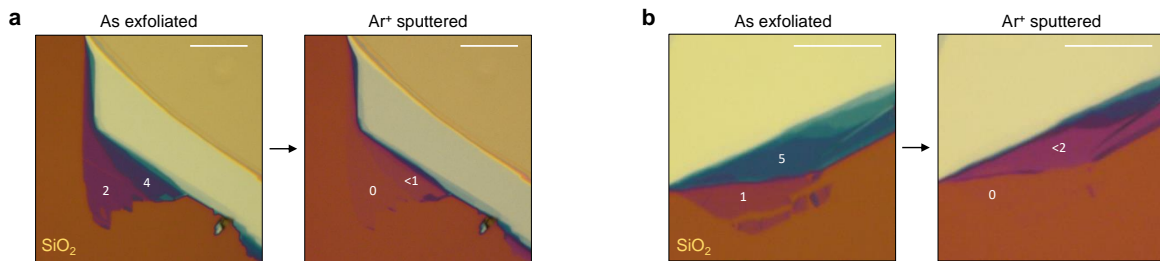 a
As exfoliated
Ar⁺ sputtered
2
4
SiO₂
0
<1
b
As exfoliated
Ar⁺ sputtered
5
1
SiO₂
<2
0